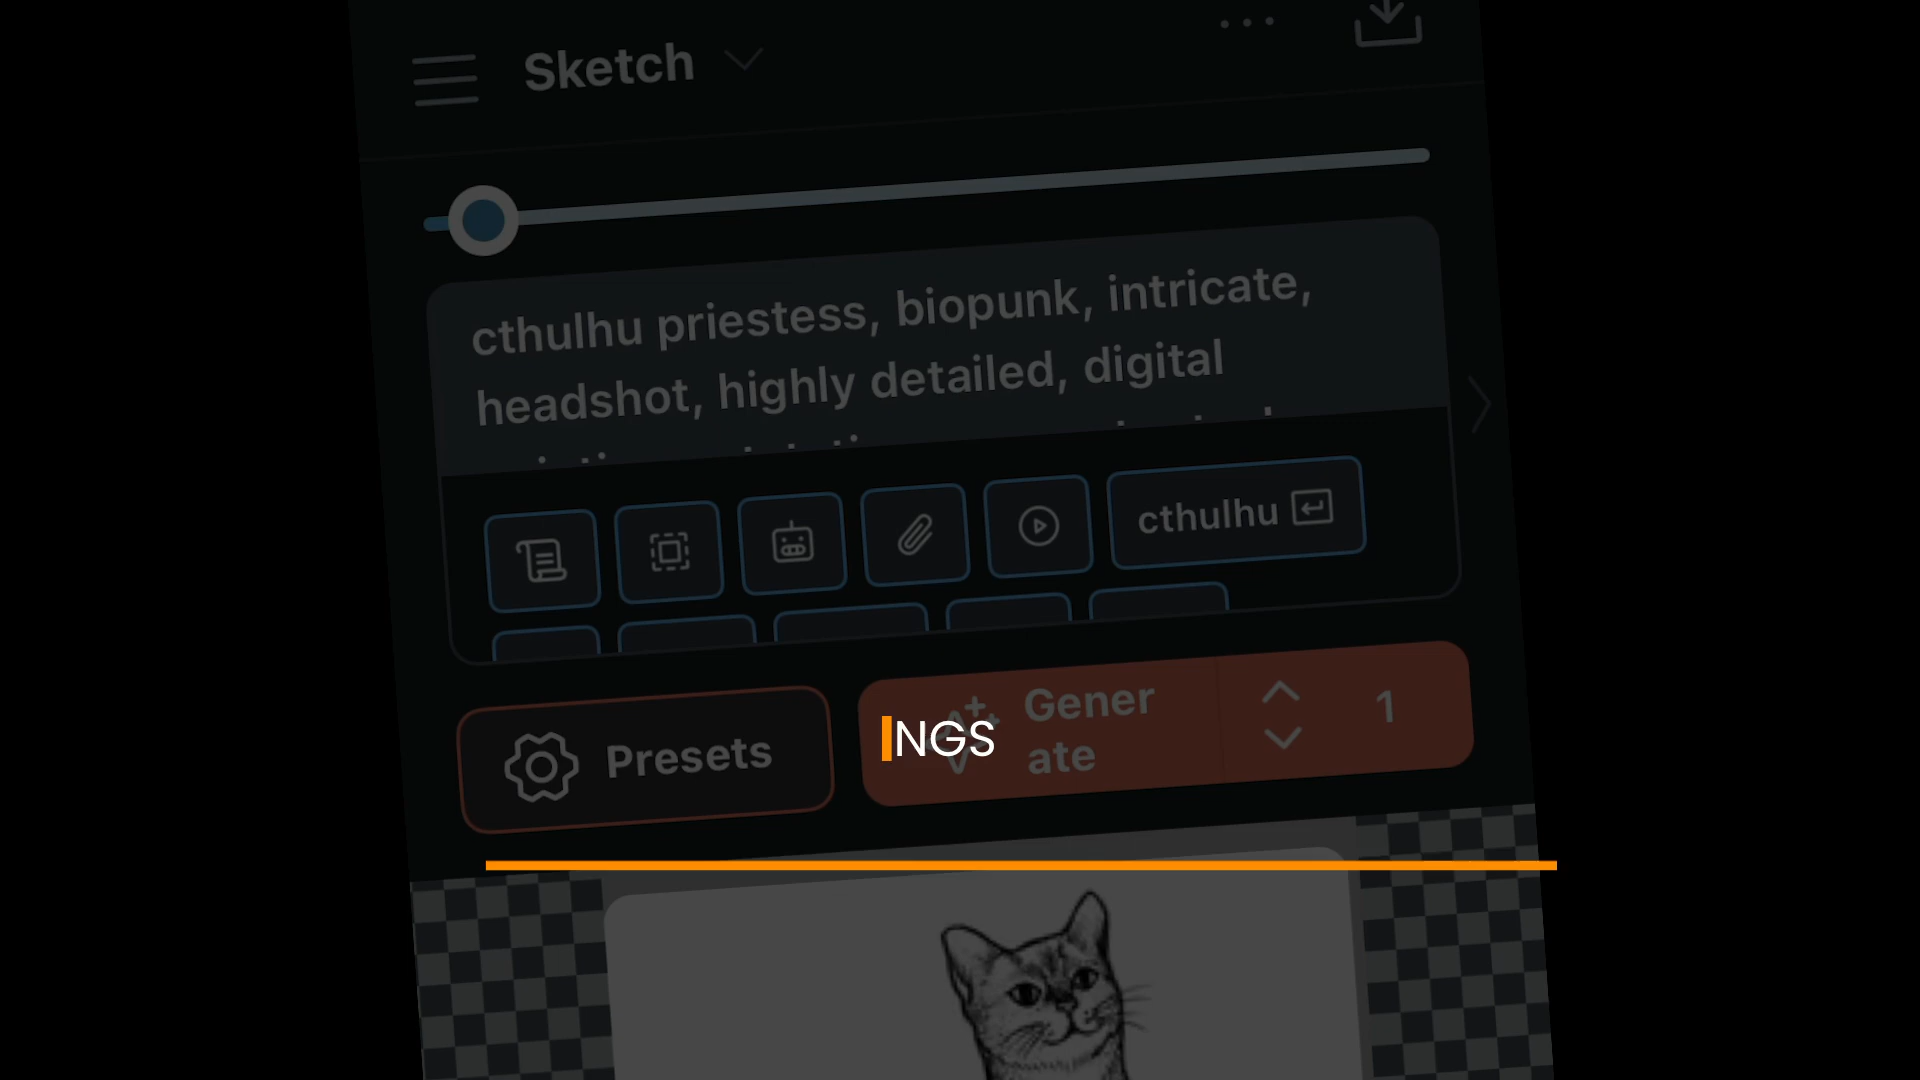 Sketch
cthulhu priestess, biopunk, intricate,
headshot, highly detailed, digital
cthulhu
Presets
Gener
ate
1
NGS